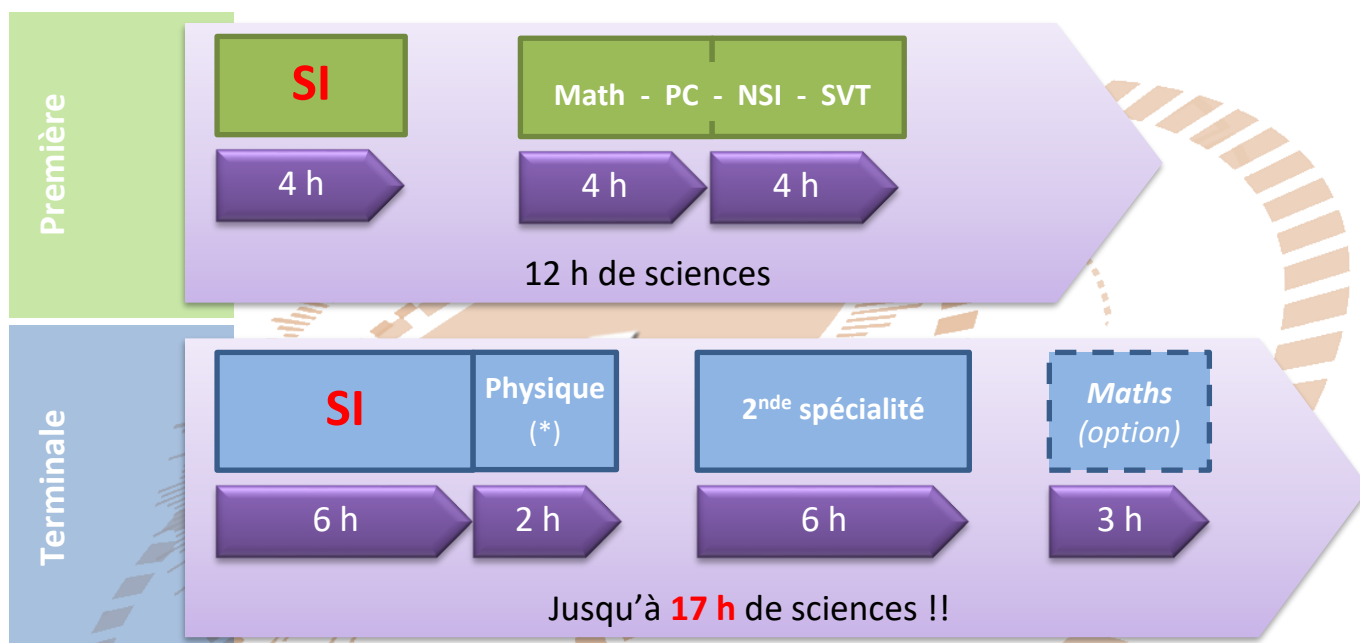 Première
SI
Math - PC - NSI - SVT
4 h
4 h
4 h
12 h de sciences
Terminale
SI
Physique
(*)
2nde spécialité
Maths
(option)
6 h
2 h
6 h
3 h
Jusqu’à 17 h de sciences !!